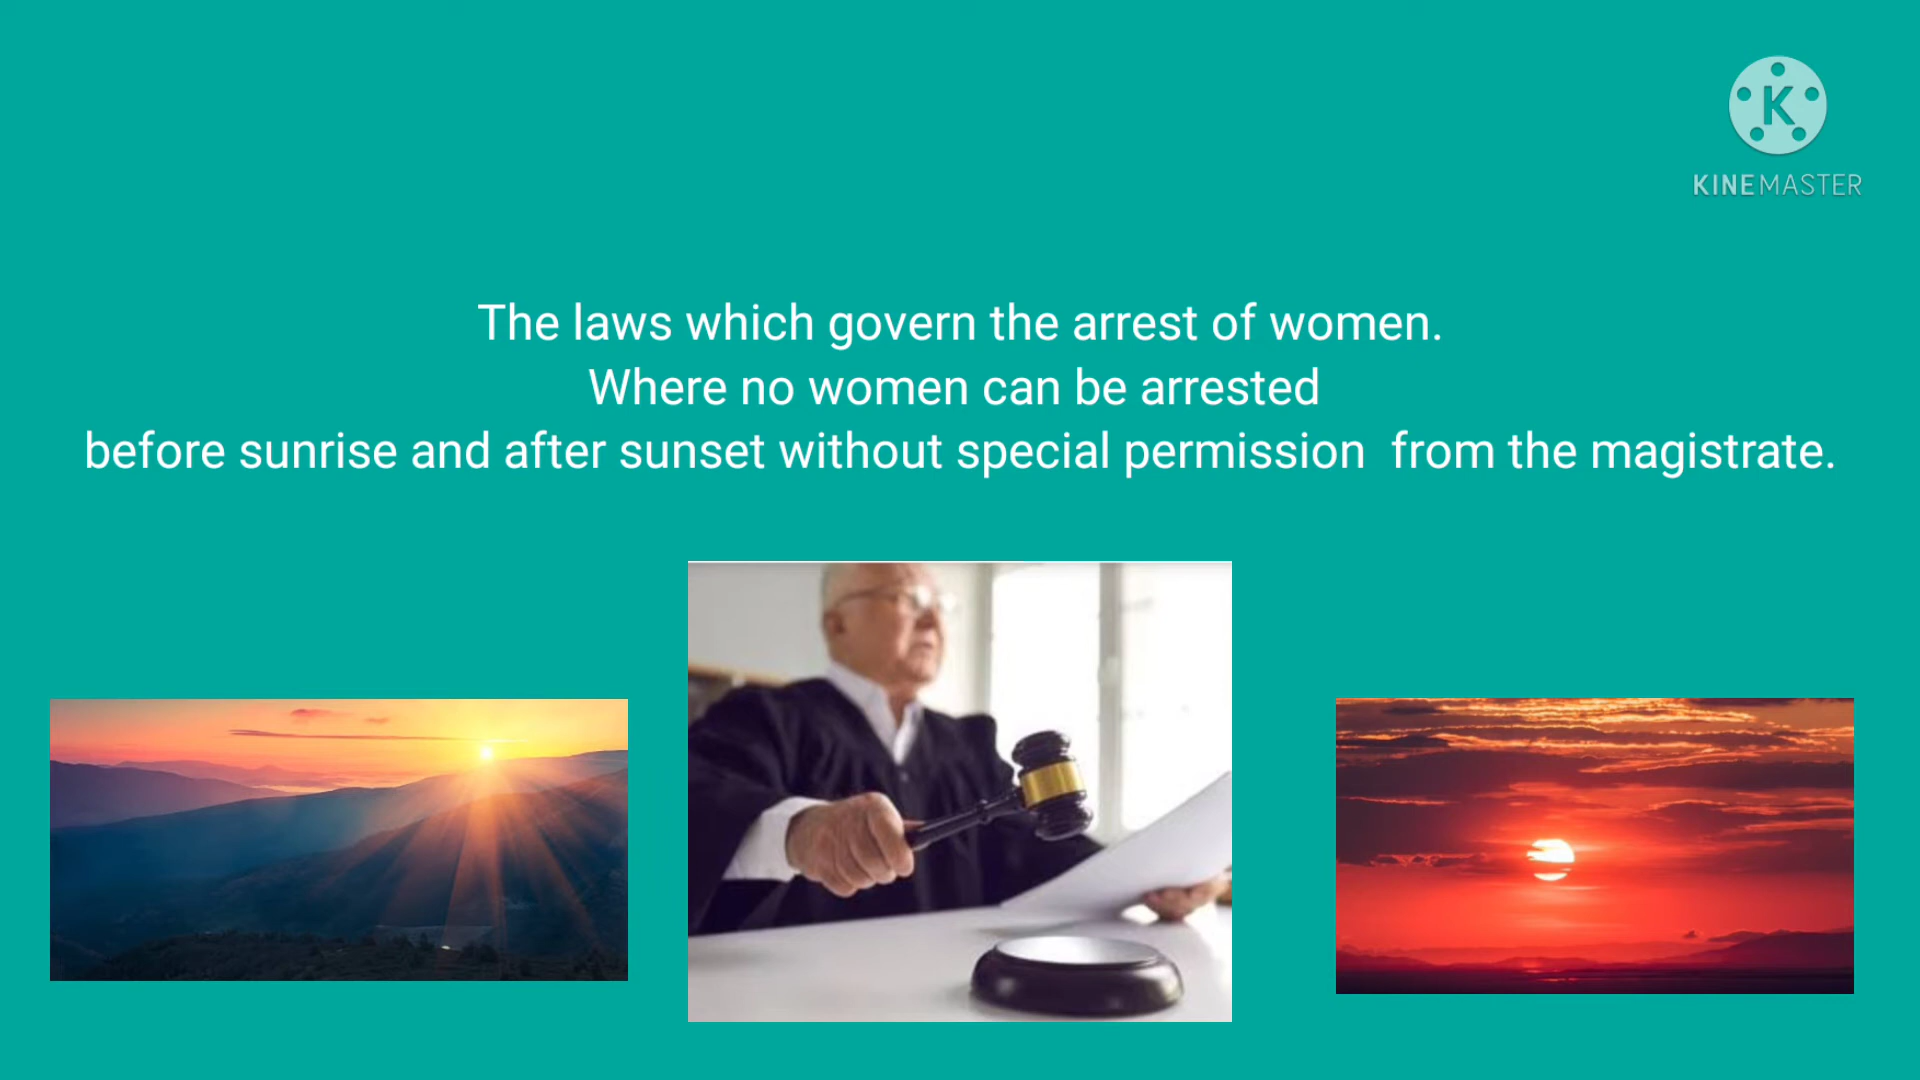 K
KINEMASTER
The laws which govern the arrest of women.
Where no women can be arrested
before sunrise and after sunset without special permission  from the magistrate.